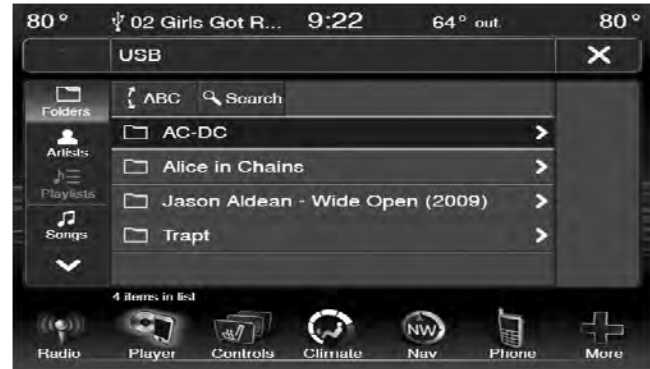 80° 02 Girls Got R... 9:22 64° out 80°
USB
Folders
ABC Search
AC-DC
Artists
Alice in Chains
Playlists
Jason Aldean - Wide Open (2009)
Songs
Trapt
4 items in list
NW
Radio Player Controls Climate Nav Phone More